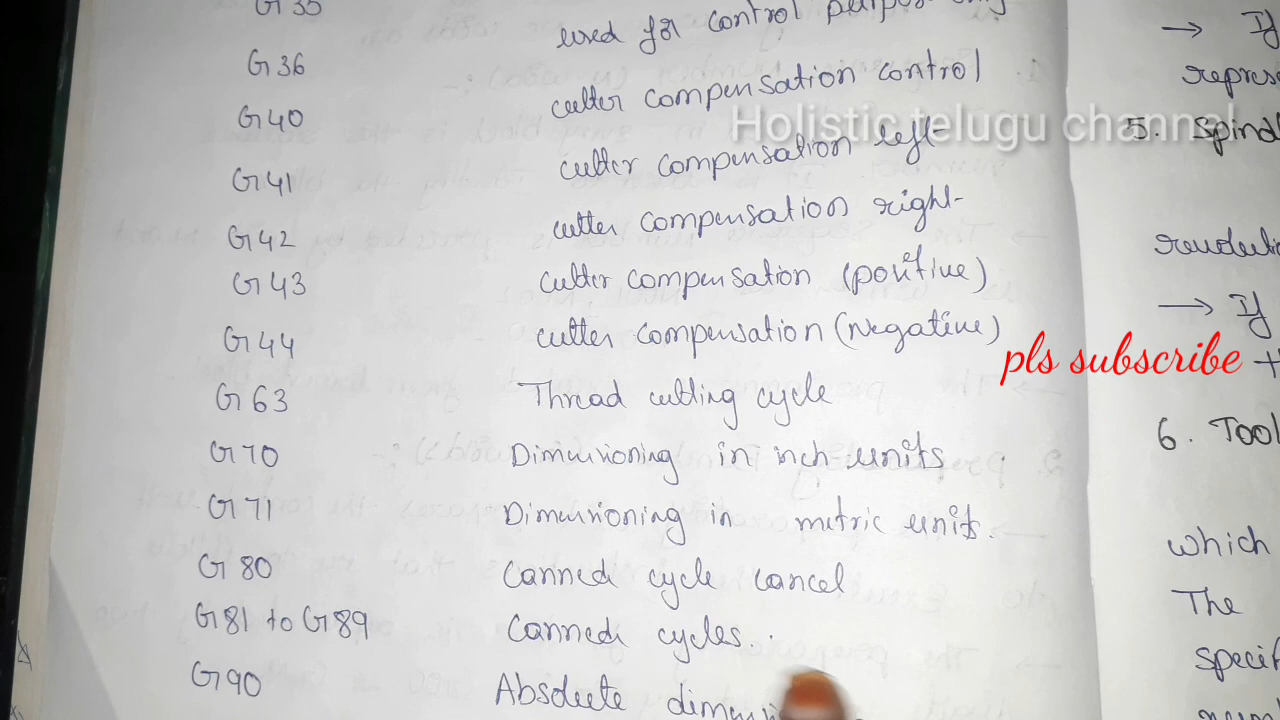 G35
used for control
G36
G40 cutter compensation control
G41 cutter compensation left
G42 cutter compensation right
G43 cutter compensation (positive)
G44 cutter compensation (Negative)
G63 Thread cutting cycle
G70 Dimensioning in inch units
G71 Dimensioning in metric units.
G80 Canned cycle cancel
G81 to G89 Canned cycles.
G90 Absolute
Holistic telugu channel
pls subscribe
→ If
5.
→ If
6. TOOL
which
The